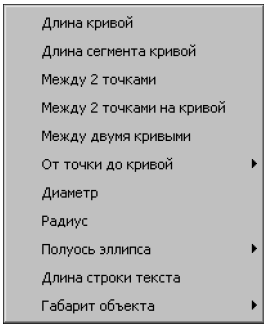 Длина кривой
Длина сегмента кривой
Между 2 точками
Между 2 точками на кривой
Между двумя кривыми
От точки до кривой
Диаметр
Радиус
Полуось эллипса
Длина строки текста
Габарит объекта